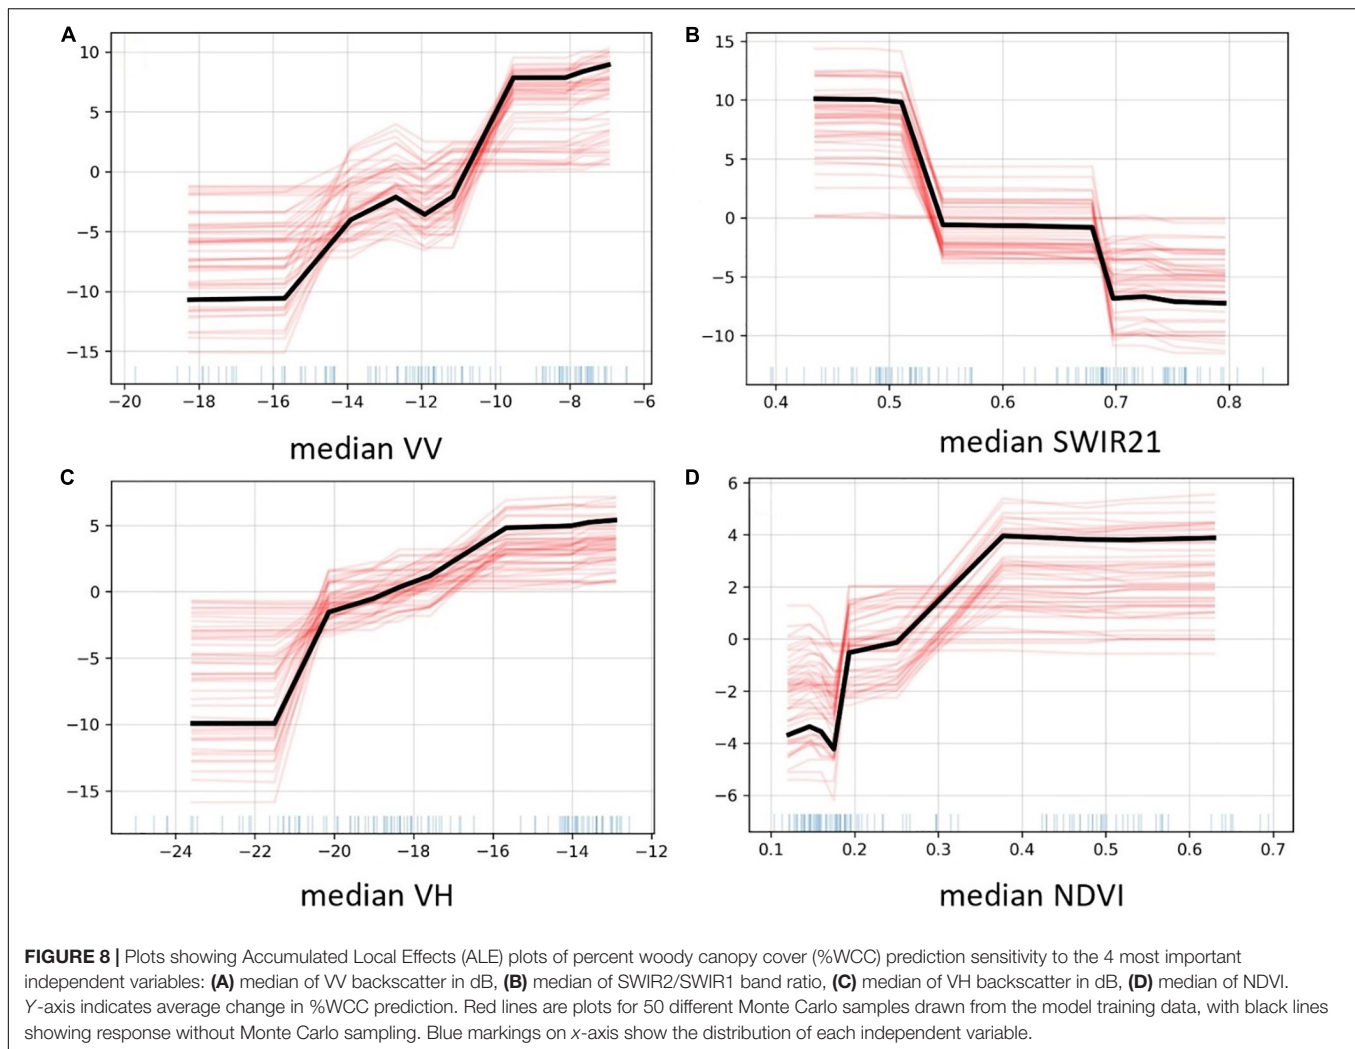 A
10
5
0
−5
−10
−15
−20 −18 −16 −14 −12 −10 −8 −6
median VV
B
15
10
5
0
−5
−10
0.4 0.5 0.6 0.7 0.8
median SWIR21
C
5
0
−5
−10
−15
−24 −22 −20 −18 −16 −14 −12
median VH
D
6
4
2
0
−2
−4
−6
0.1 0.2 0.3 0.4 0.5 0.6 0.7
median NDVI
FIGURE 8 | Plots showing Accumulated Local Effects (ALE) plots of percent woody canopy cover (%WCC) prediction sensitivity to the 4 most important
independent variables: (A) median of VV backscatter in dB, (B) median of SWIR2/SWIR1 band ratio, (C) median of VH backscatter in dB, (D) median of NDVI.
Y-axis indicates average change in %WCC prediction. Red lines are plots for 50 different Monte Carlo samples drawn from the model training data, with black lines
showing response without Monte Carlo sampling. Blue markings on x-axis show the distribution of each independent variable.